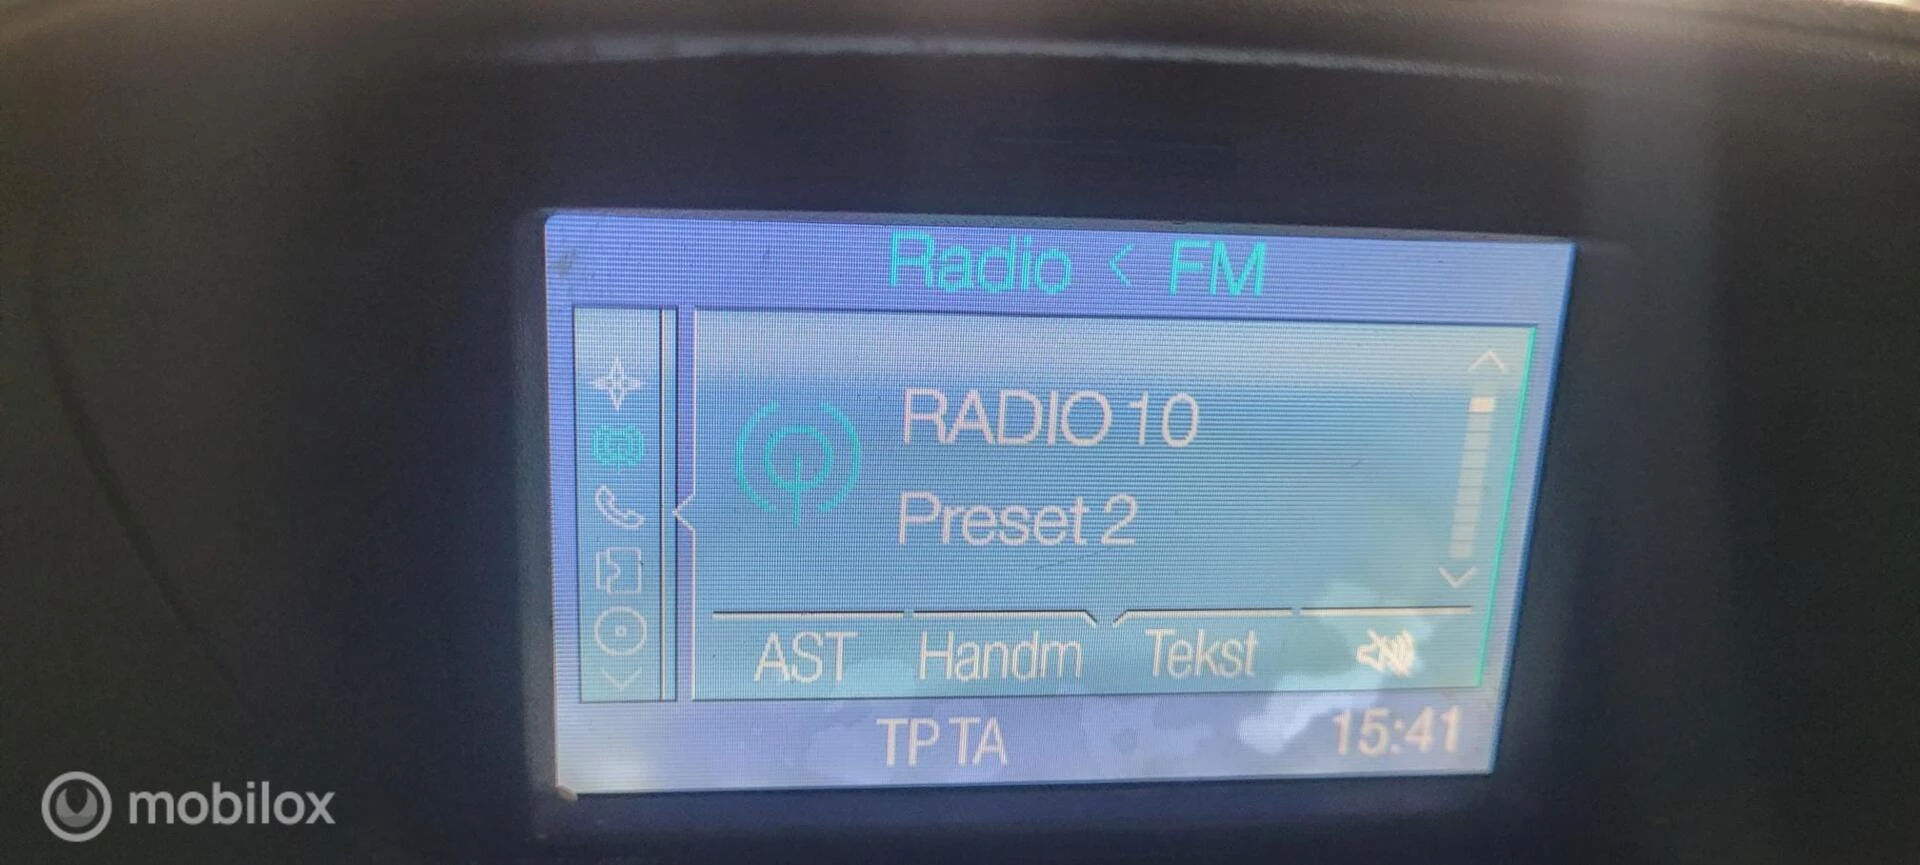 Radio < FM
RADIO 10
Preset 2
AST Handm Tekst
TP TA 15:41
mobilox